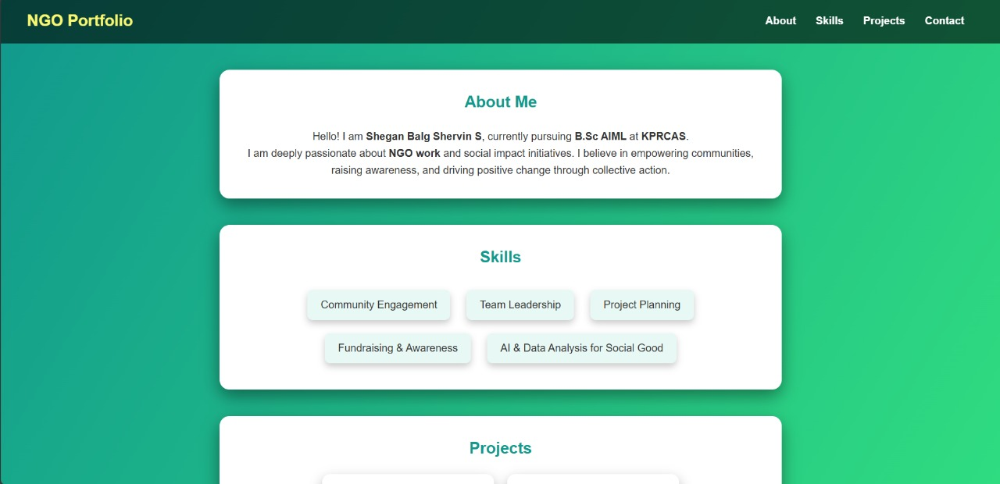 NGO Portfolio
About Skills Projects Contact
About Me
Hello! I am Shegan Balg Shervin S, currently pursuing B.Sc AIML at KPRCAS.
I am deeply passionate about NGO work and social impact initiatives. I believe in empowering communities,
raising awareness, and driving positive change through collective action.
Skills
Community Engagement Team Leadership Project Planning
Fundraising & Awareness AI & Data Analysis for Social Good
Projects